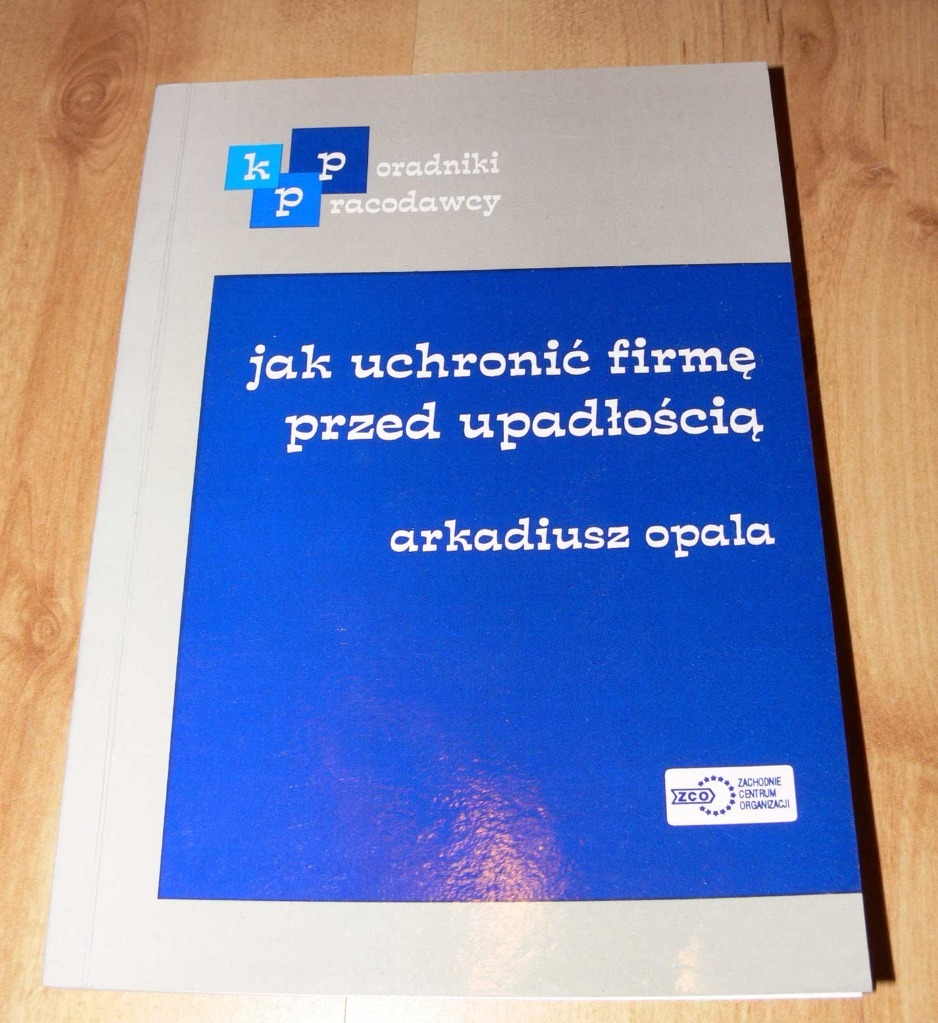 k p oradniki
p racodawcy
jak uchronić firmę
przed upadłością
arkadiusz opala
ZCO
ZACHODNIE
CENTRUM
ORGANIZACJI